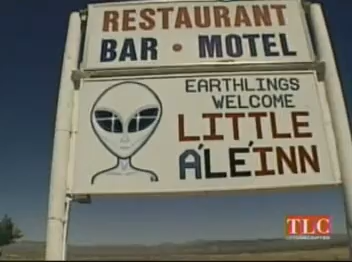 RESTAURANT
BAR • MOTEL
EARTHLINGS
WELCOME
LITTLE
A'LE'INN
TLC